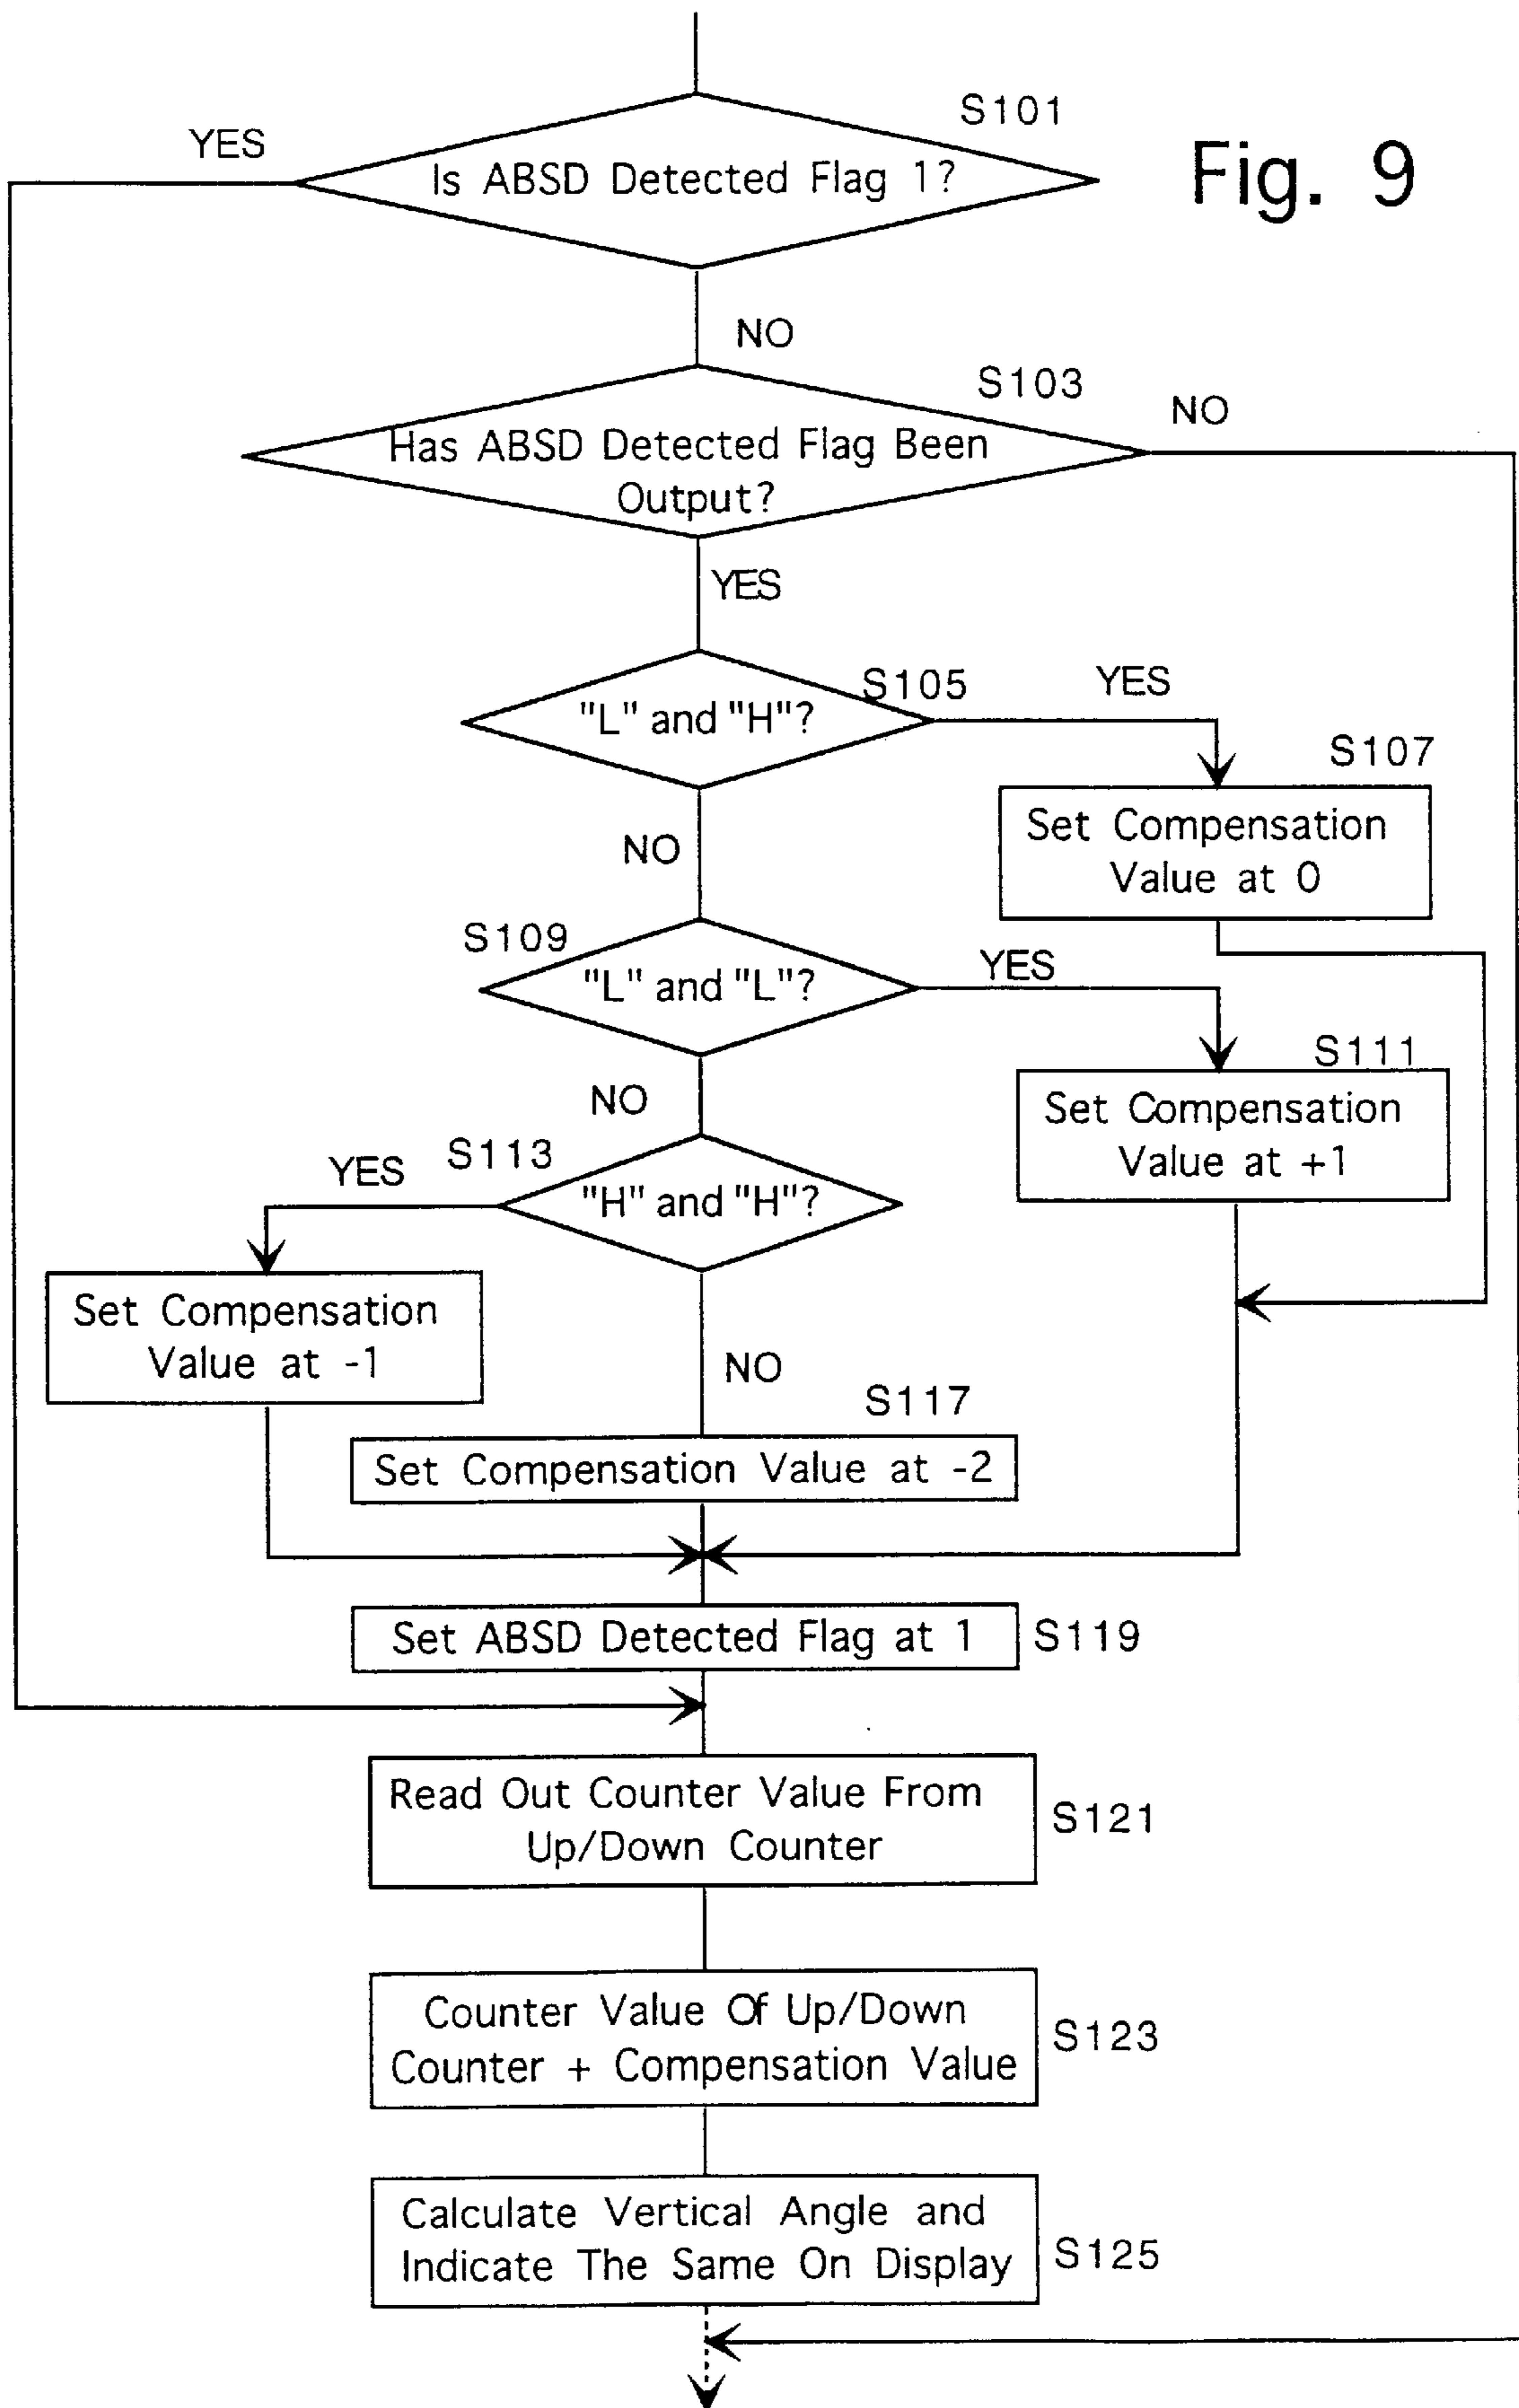 S101
YES
Is ABSD Detected Flag 1?
Fig. 9
NO
S103
NO
Has ABSD Detected Flag Been
Output?
YES
S105
YES
"L" and "H"?
S107
Set Compensation
Value at 0
NO
S109
YES
"L" and "L"?
S111
Set Compensation
Value at +1
NO
S113
YES
"H" and "H"?
Set Compensation
Value at -1
NO
S117
Set Compensation Value at -2
Set ABSD Detected Flag at 1
S119
Read Out Counter Value From
Up/Down Counter
S121
Counter Value Of Up/Down
Counter + Compensation Value
S123
Calculate Vertical Angle and
Indicate The Same On Display
S125